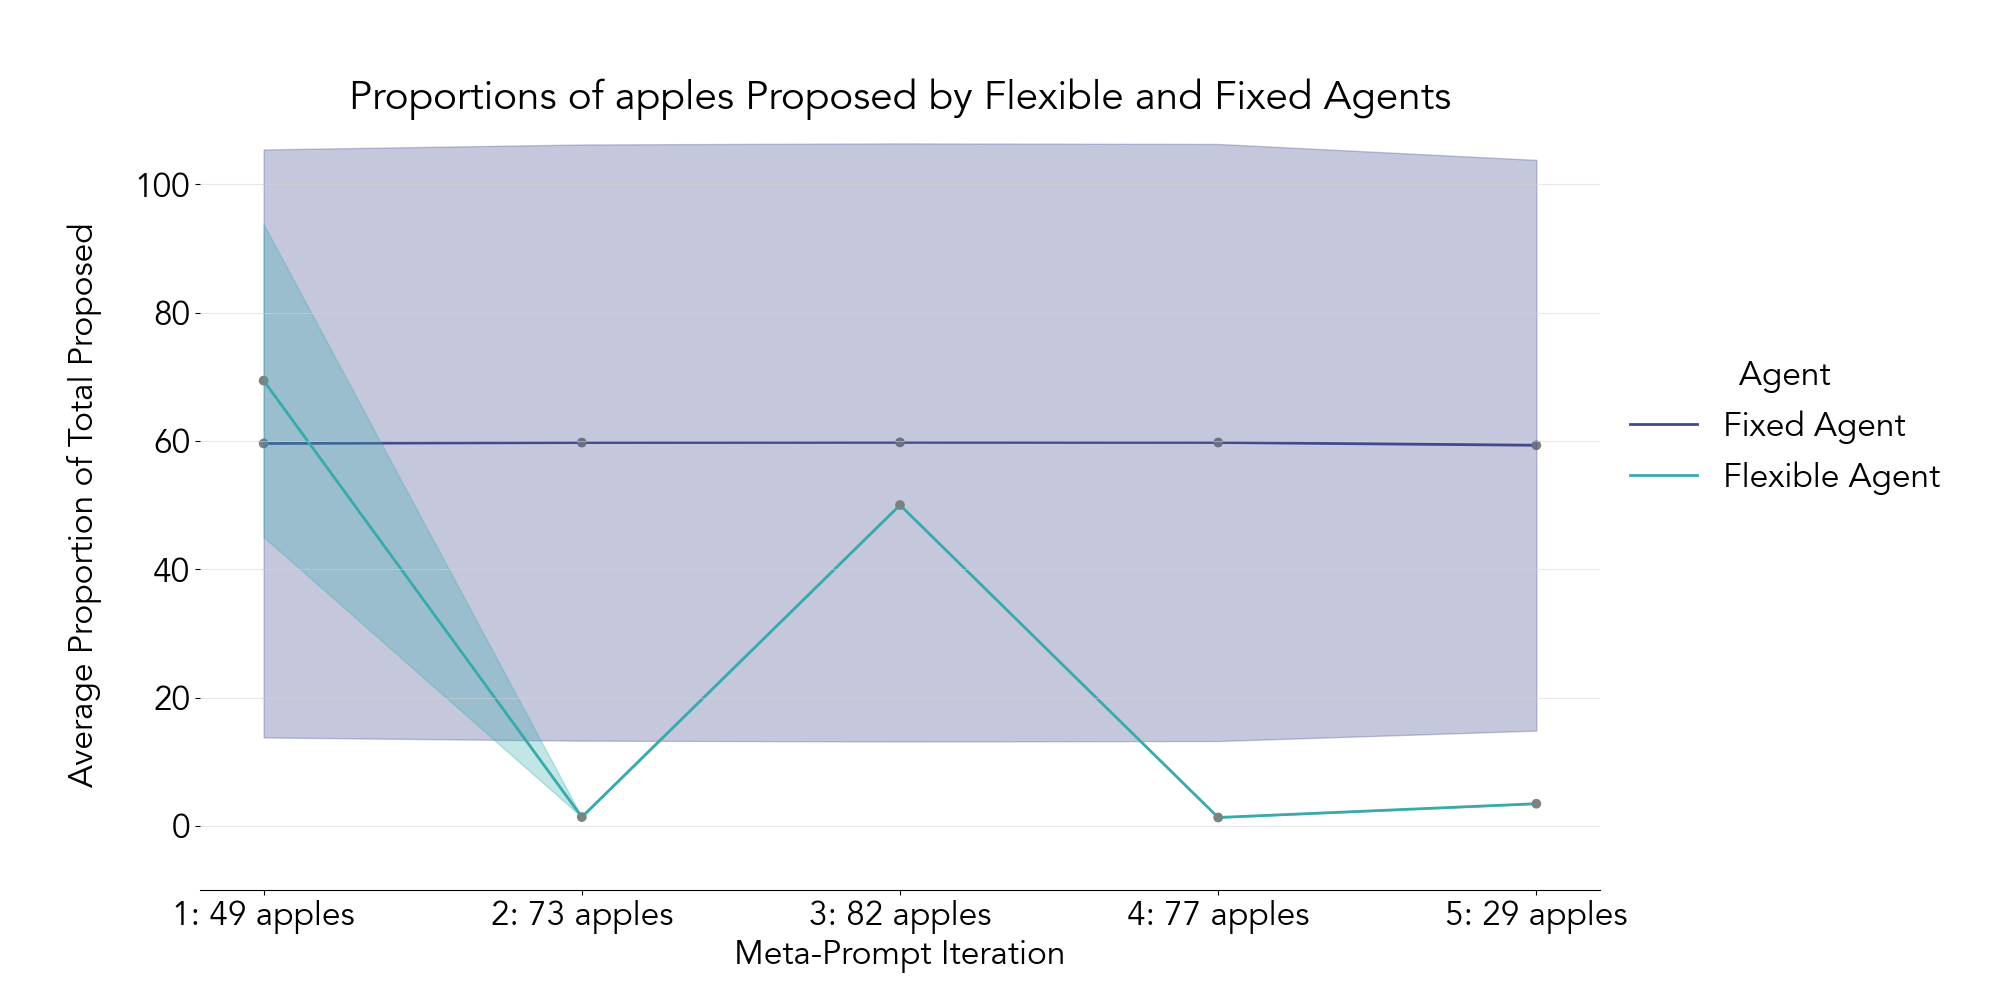 Proportions of apples Proposed by Flexible and Fixed Agents
Average Proportion of Total Proposed
100
80
60
40
20
0
1: 49 apples
2: 73 apples
3: 82 apples
4: 77 apples
5: 29 apples
Meta-Prompt Iteration
Agent
Fixed Agent
Flexible Agent